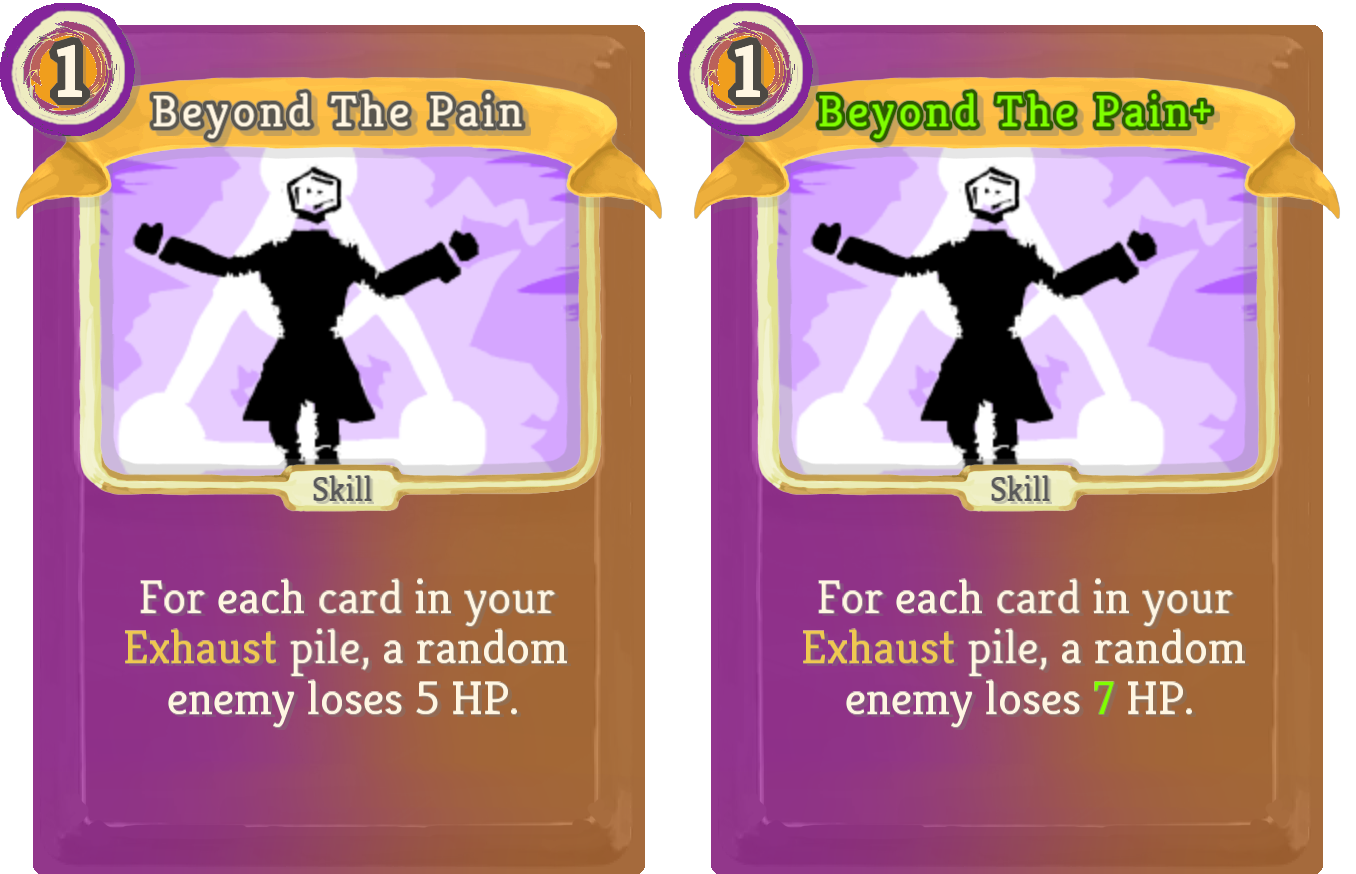 1
Beyond The Pain
Skill
For each card in your
Exhaust pile, a random
enemy loses 5 HP.
1
Beyond The Pain+
Skill
For each card in your
Exhaust pile, a random
enemy loses 7 HP.